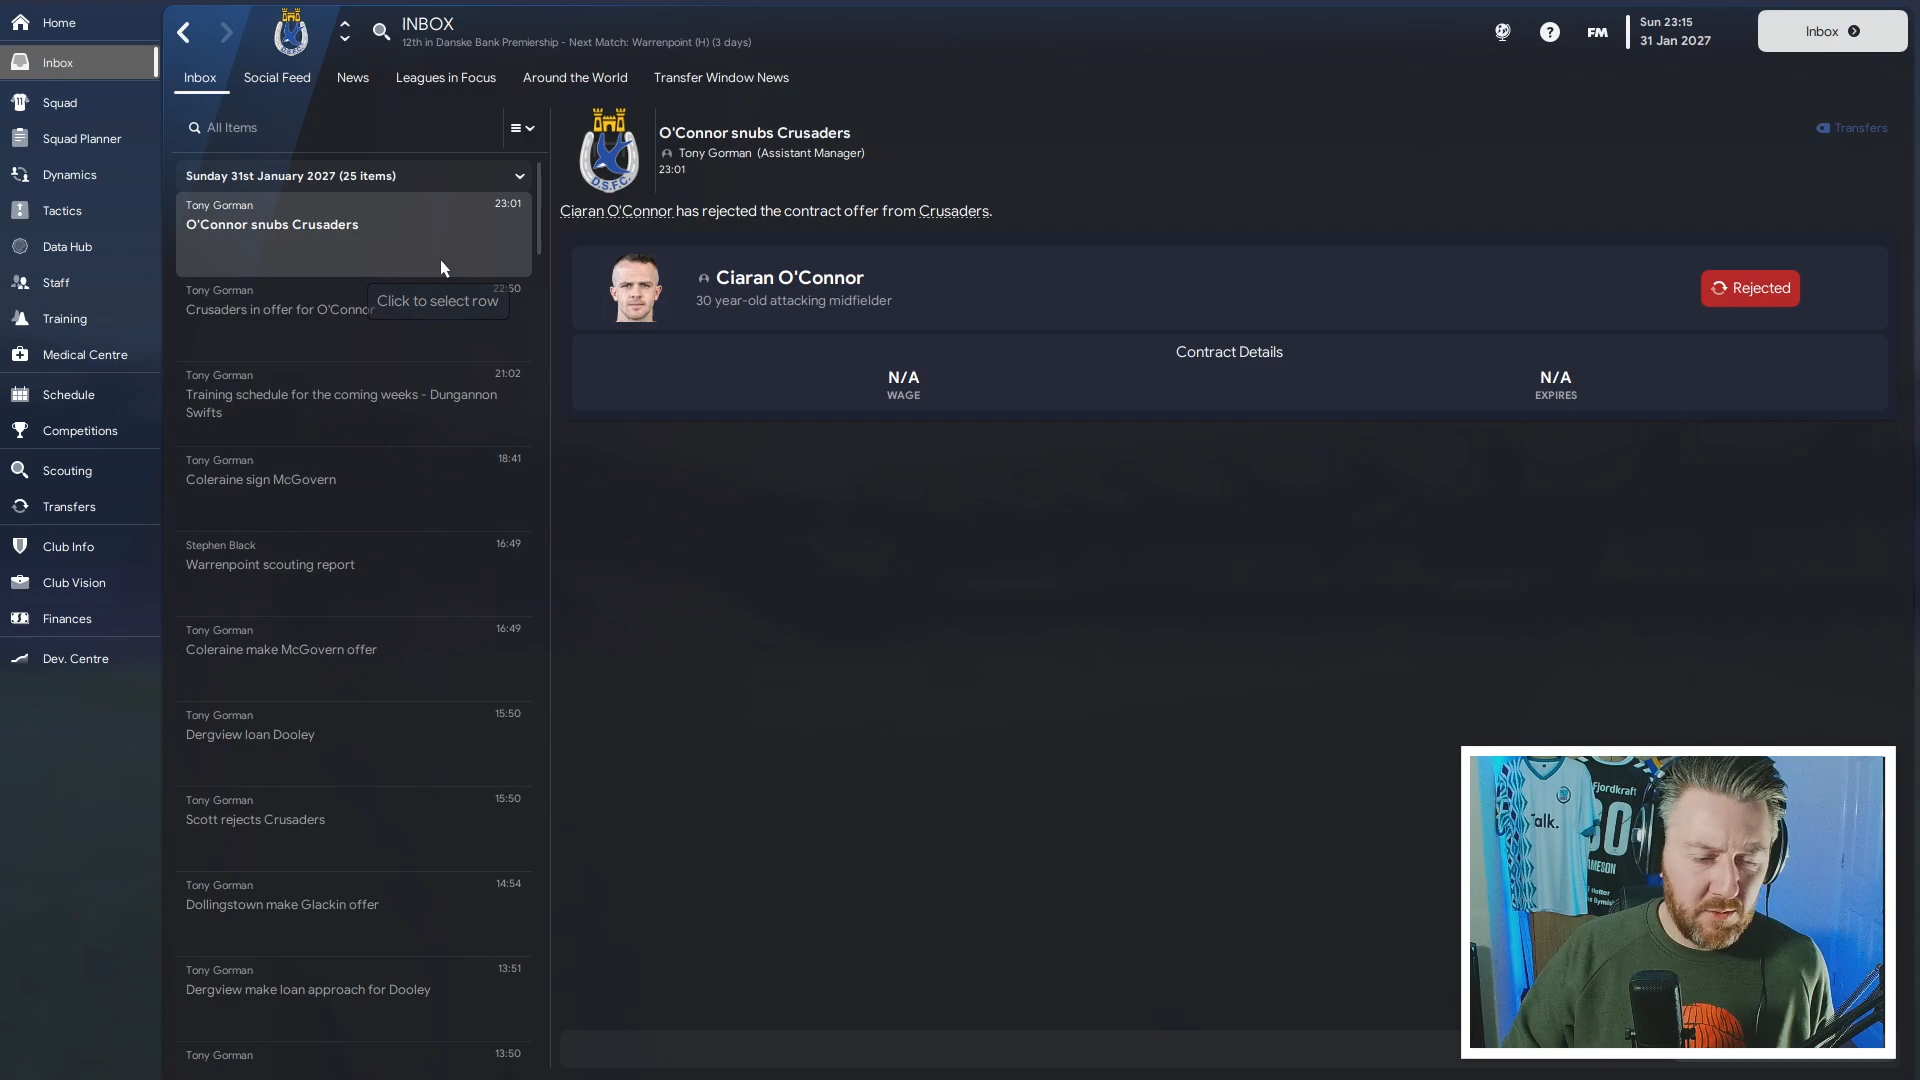 Home
Inbox
Squad
Squad Planner
Dynamics
Tactics
Data Hub
Staff
Training
Medical Centre
Schedule
Competitions
Scouting
Transfers
Club Info
Club Vision
Finances
Dev. Centre
INBOX
12th in Danske Bank Premiership - Next Match: Warrenpoint (H) (3 days)
FM
Sun 23:15
31 Jan 2027
Inbox
Inbox Social Feed News Leagues in Focus Around the World Transfer Window News
All Items
Sunday 31st January 2027 (25 items)
Tony Gorman 23:01
O'Connor snubs Crusaders
Tony Gorman 22:50
Crusaders in offer for O'Connor
Click to select row
Tony Gorman 21:02
Training schedule for the coming weeks - Dungannon
Swifts
Tony Gorman 18:41
Coleraine sign McGovern
Stephen Black 16:49
Warrenpoint scouting report
Tony Gorman 16:49
Coleraine make McGovern offer
Tony Gorman 15:50
Dergview loan Dooley
Tony Gorman 15:50
Scott rejects Crusaders
Tony Gorman 14:54
Dollingstown make Glackin offer
Tony Gorman 13:51
Dergview make loan approach for Dooley
Tony Gorman 13:50
D.S.F.C.
O'Connor snubs Crusaders
Tony Gorman (Assistant Manager)
23:01
Transfers
Ciaran O'Connor has rejected the contract offer from Crusaders.
Ciaran O'Connor
30 year-old attacking midfielder
Rejected
Contract Details
N/A
WAGE
N/A
EXPIRES
Talk.
Fjordkraft